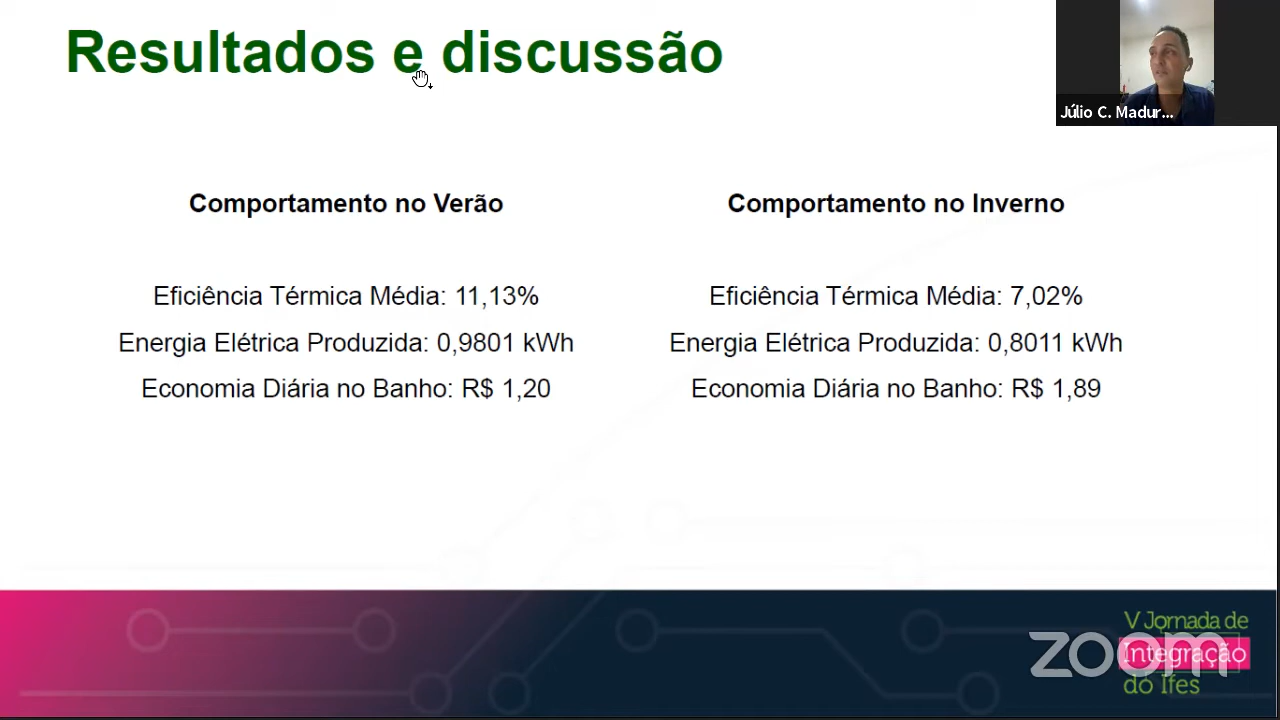 Resultados e discussão
Júlio C. Madur...
Comportamento no Verão
Eficiência Térmica Média: 11,13%
Energia Elétrica Produzida: 0,9801 kWh
Economia Diária no Banho: R$ 1,20
Comportamento no Inverno
Eficiência Térmica Média: 7,02%
Energia Elétrica Produzida: 0,8011 kWh
Economia Diária no Banho: R$ 1,89
V Jornada de
Integração
do Ifes
zoom